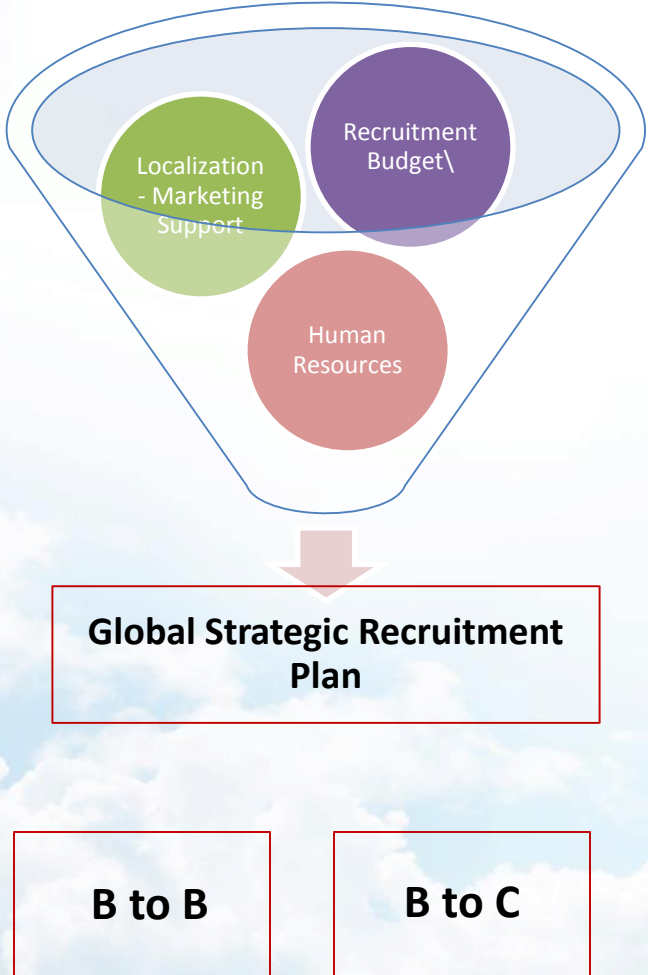 Recruitment
Budget\
Localization
- Marketing
Support
Human
Resources
Global Strategic Recruitment
Plan
B to B
B to C